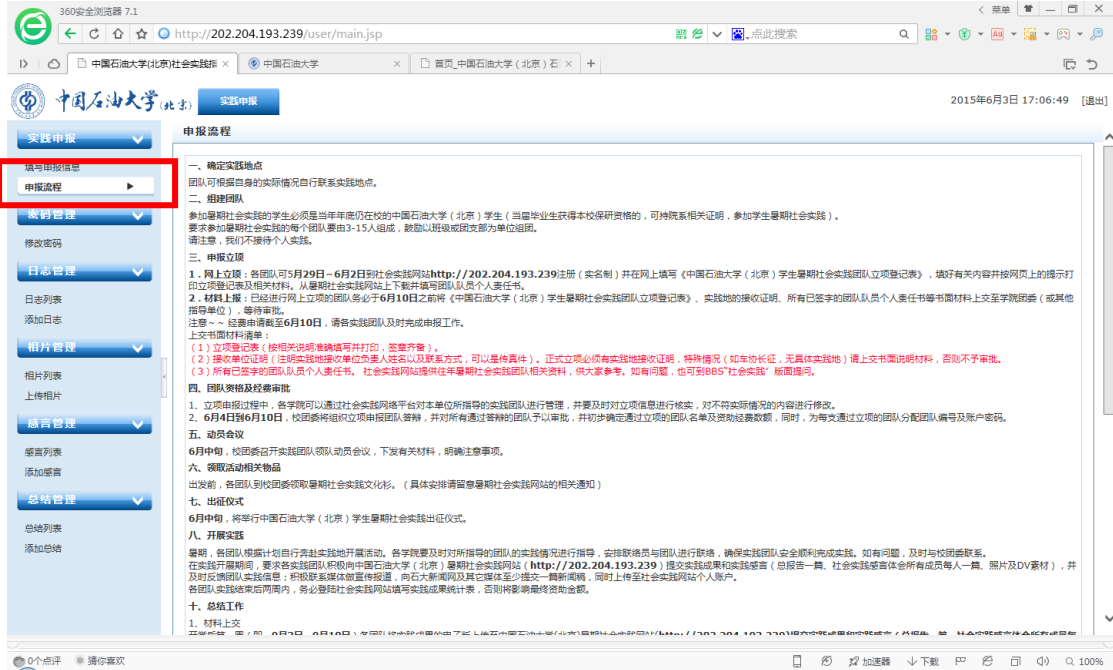 360安全浏览器 7.1
菜单
http://202.204.193.239/user/main.jsp
点此搜索
中国石油大学(北京)社会实践指
中国石油大学
首页_中国石油大学（北京）石
中国石油大学(北京)
实践申报
2015年6月3日 17:06:49 [退出]
实践申报
填写申报信息
申报流程
密码管理
修改密码
日志管理
日志列表
添加日志
相片管理
相片列表
上传相片
感言管理
感言列表
添加感言
总结管理
总结列表
添加总结
申报流程
一、确定实践地点
团队可根据自身的实际情况自行联系实践地点。
二、组建团队
参加暑期社会实践的学生必须是当年年底仍在校的中国石油大学（北京）学生（当届毕业生获得本校保研资格的，可持院系相关证明，参加学生暑期社会实践）。
要求参加暑期社会实践的每个团队要由3-15人组成，鼓励以班级或团支部为单位组团。
请注意，我们不接待个人实践。
三、申报立项
1．网上立项：各团队可5月29日～6月2日到社会实践网站http://202.204.193.239注册（实名制）并在网上填写《中国石油大学（北京）学生暑期社会实践团队立项登记表》，填好有关内容并按网页上的提示打
印立项登记表及相关材料。从暑期社会实践网站上下载并填写团队队员个人责任书。
2．材料上报：已经进行网上立项的团队务必于6月10日之前将《中国石油大学（北京）学生暑期社会实践团队立项登记表》、实践地的接收证明、所有已签字的团队队员个人责任书等书面材料上交至学院团委（或其他
指导单位），等待审批。
注意～～ 经费申请截至6月10日，请各实践团队及时完成申报工作。
上交书面材料清单：
（1）立项登记表（按相关说明准确填写并打印，签章齐备）。
（2）接收单位证明（注明实践地接收单位负责人姓名以及联系方式，可以是传真件）。正式立项必须有实践地接收证明，特殊情况（如车协长征，无具体实践地）请上交书面说明材料，否则不予审批。
（3）所有已签字的团队队员个人责任书。 社会实践网站提供往年暑期社会实践团队相关资料，供大家参考。如有问题，也可到BBS"社会实践" 版面提问。
四、团队资格及经费审批
1、立项申报过程中，各学院可以通过社会实践网络平台对本单位所指导的实践团队进行管理，并要及时对立项信息进行核实，对不符实际情况的内容进行修改。
2、6月4日到6月10日，校团委将组织立项申报团队答辩，并对所有通过答辩的团队予以审批，并初步确定通过立项的团队名单及资助经费数额，同时，为每支通过立项的团队分配团队编号及账户密码。
五、动员会议
6月中旬，校团委召开实践团队领队动员会议，下发有关材料，明确注意事项。
六、领取活动相关物品
出发前，各团队到校团委领取暑期社会实践文化衫。（具体安排请留意暑期社会实践网站的相关通知）
七、出征仪式
6月中旬，将举行中国石油大学（北京）学生暑期社会实践出征仪式。
八、开展实践
暑期，各团队根据计划自行奔赴实践地开展活动。各学院要及时对所指导的团队的实践情况进行指导，安排联络员与团队进行联络，确保实践团队安全顺利完成实践。如有问题，及时与校团委联系。
在实践开展期间，要求各实践团队积极向中国石油大学（北京）暑期社会实践网站（http://202.204.193.239）提交实践成果和实践感言（总报告一篇、社会实践感言体会所有成员每人一篇、照片及DV素材），并
及时反馈团队实践信息；积极联系媒体做宣传报道，向石大新闻网及其它媒体至少提交一篇新闻稿，同时上传至社会实践网站个人账户。
各团队实践结束后两周内，务必登陆社会实践网站填写实践成果统计表，否则将影响最终资助金额。
十、总结工作
1、材料上交
0个点评
猜你喜欢
加速器
下载
100%